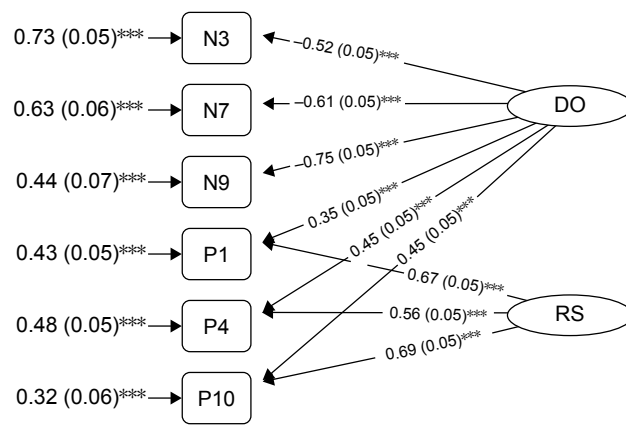 0.73 (0.05)*** N3
–0.52 (0.05)***
0.63 (0.06)*** N7
–0.61 (0.05)***
DO
0.44 (0.07)*** N9
–0.75 (0.05)***
0.35 (0.05)***
0.43 (0.05)*** P1
0.45 (0.05)***
0.45 (0.05)***
0.67 (0.05)***
0.48 (0.05)*** P4
0.56 (0.05)***
RS
0.69 (0.05)***
0.32 (0.06)*** P10